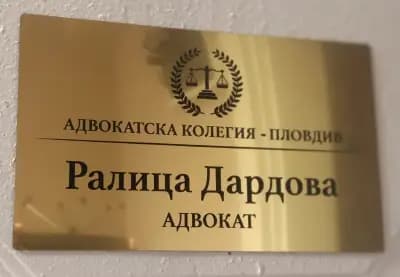 АДВОКАТСКА КОЛЕГИЯ - ПЛОВДИВ
Ралица Дардова
АДВОКАТ